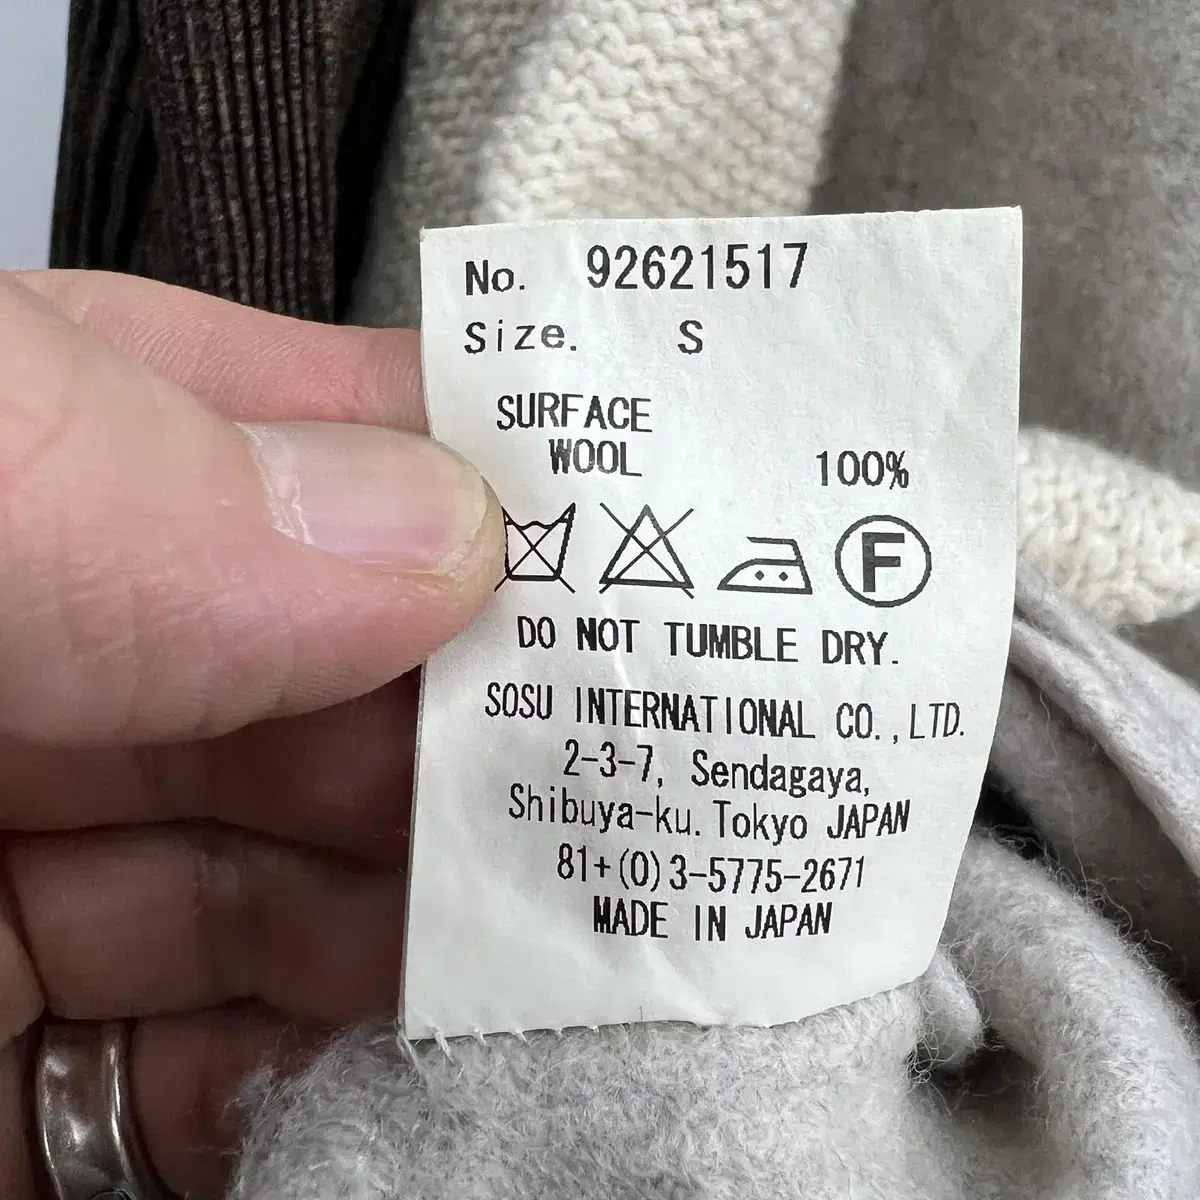 No. 92621517
Size. S
SURFACE
WOOL 100%
F
DO NOT TUMBLE DRY.
SOSU INTERNATIONAL CO.,LTD.
2-3-7, Sendagaya,
Shibuya-ku. Tokyo JAPAN
81+(0)3-5775-2671
MADE IN JAPAN